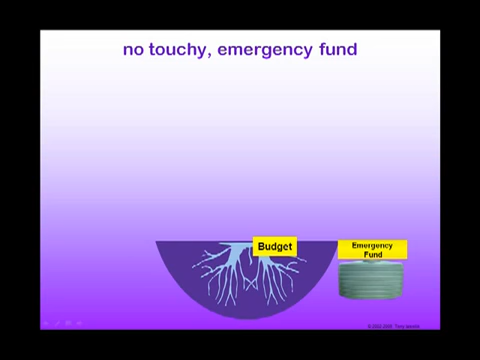 no touchy, emergency fund
Budget
Emergency
Fund